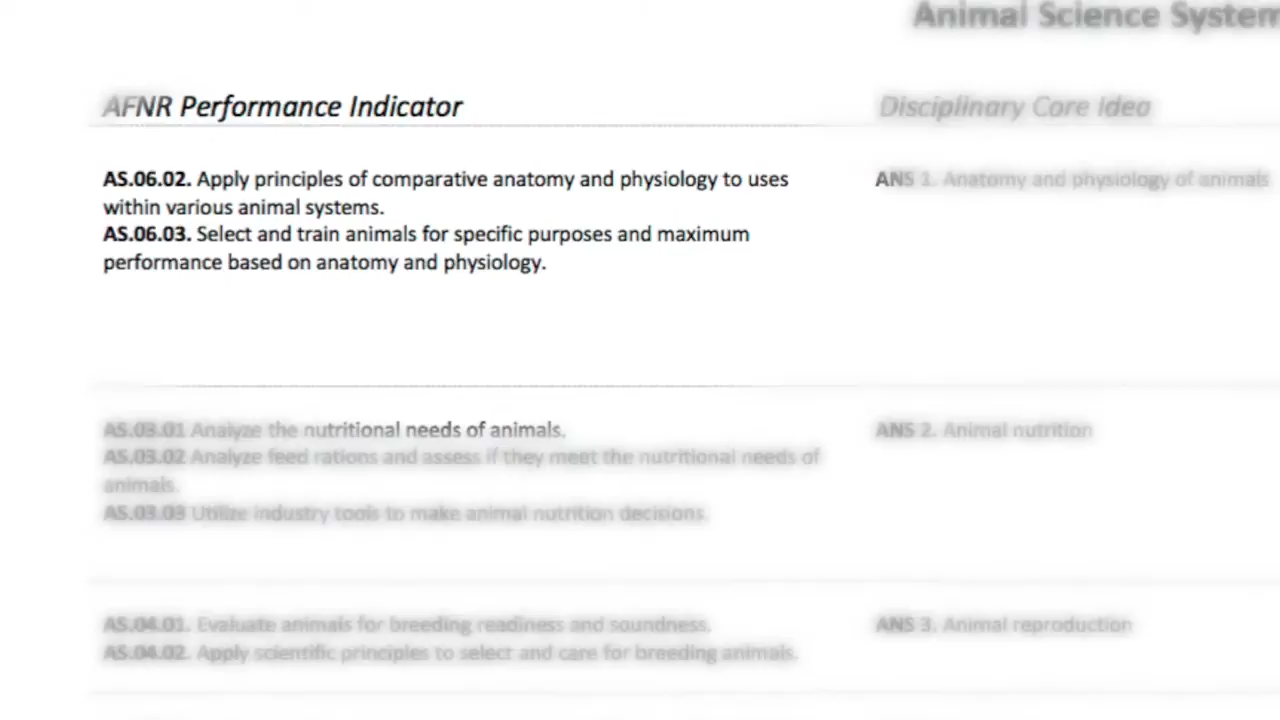 Animal Science System
AFNR Performance Indicator
Disciplinary Core Idea
AS.06.02. Apply principles of comparative anatomy and physiology to uses
within various animal systems.
AS.06.03. Select and train animals for specific purposes and maximum
performance based on anatomy and physiology.
ANS 1. Anatomy and physiology of animals
AS.03.01 Analyze the nutritional needs of animals.
AS.03.02 Analyze feed rations and assess if they meet the nutritional needs of
animals.
AS.03.03 Utilize industry tools to make animal nutrition decisions.
ANS 2. Animal nutrition
AS.04.01. Evaluate animals for breeding readiness and soundness.
AS.04.02. Apply scientific principles to select and care for breeding animals.
ANS 3. Animal reproduction